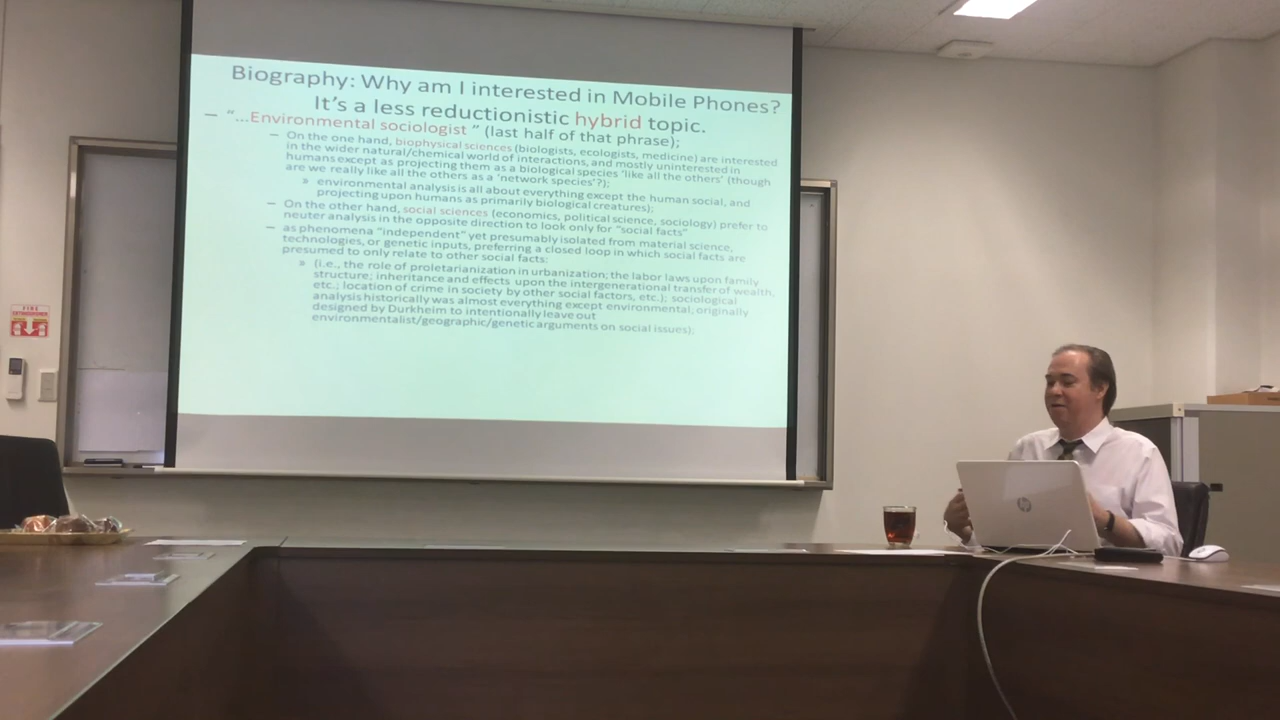 Biography: Why am I interested in Mobile Phones?
It's a less reductionistic hybrid topic.
– "…Environmental sociologist " (last half of that phrase);
– On the one hand, biophysical sciences (biologists, ecologists, medicine) are interested
in the wider natural/chemical world of interactions, and mostly uninterested in
humans except as projecting them as a biological species 'like all the others' (though
are we really like all the others as a 'network species'?);
» environmental analysis is all about everything except the human social, and
projecting upon humans as primarily biological creatures);
– On the other hand, social sciences (economics, political science, sociology) prefer to
neuter analysis in the opposite direction to look only for "social facts"
– as phenomena "independent" yet presumably isolated from material science,
technologies, or genetic inputs, preferring a closed loop in which social facts are
presumed to only relate to other social facts:
» (i.e., the role of proletarianization in urbanization; the labor laws upon family
structure; inheritance and effects upon the intergenerational transfer of wealth,
etc.; location of crime in society by other social factors, etc.); sociological
analysis historically was almost everything except environmental; originally
designed by Durkheim to intentionally leave out
environmentalist/geographic/genetic arguments on social issues);
FIRE
EXTINGUISHER
hp